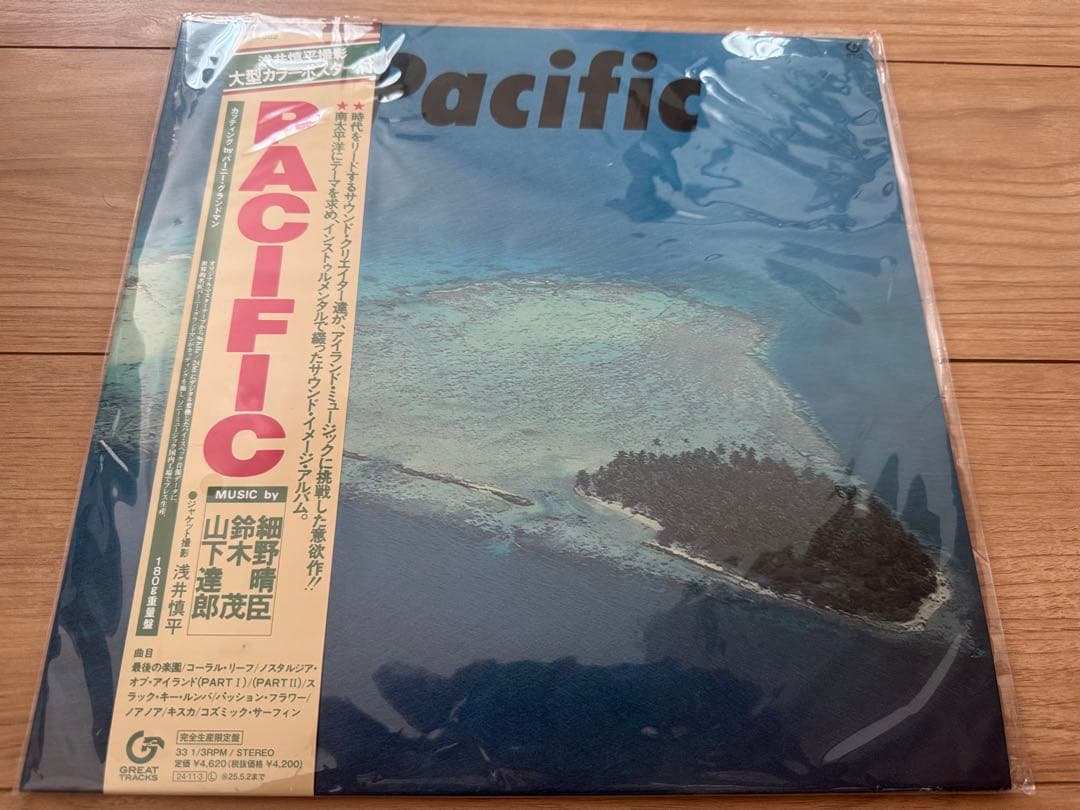 Pacific
浅井慎平撮影
大型カラーポスター封
PACIFIC
★時代をリードするサウンド・クリエイター達が、アイランド・ミュージックに挑戦した意欲作!!
★南太平洋にテーマを求め、インストゥルメンタルで綴ったサウンド・イメージ・アルバム。
カッティング by バーニー・グランドマン
180g重量盤
●ジャケット撮影 浅井慎平
MUSIC by
細野晴臣
鈴木 茂
山下達郎
曲目
最後の楽園/コーラル・リーフ/ノスタルジア・
オブ・アイランド(PART I)/(PART II)/ス
ラック・キー・ルンバ/パッション・フラワー/
ノアノア/キスカ/コズミック・サーフィン
完全生産限定盤
33 1/3RPM / STEREO
定価 ¥4,620(税抜価格 ¥4,200)
24・11・3 Ⓛ ㊝25.5.2まで
GREAT
TRACKS